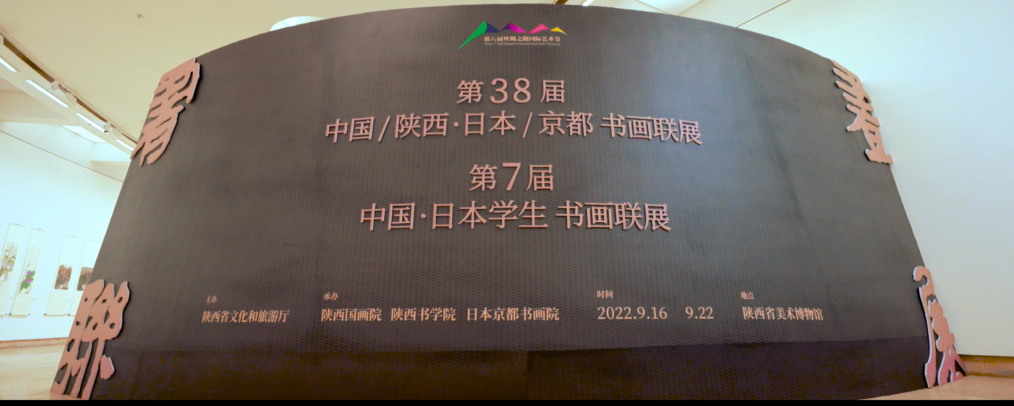 第八届丝绸之路国际艺术节
第38届
中国/陕西·日本/京都 书画联展
第7届
中国·日本学生 书画联展
主办
陕西省文化和旅游厅
承办
陕西国画院 陕西书学院 日本京都书画院
时间
2022.9.16 9.22
地点
陕西省美术博物馆
書
畫
聯
展